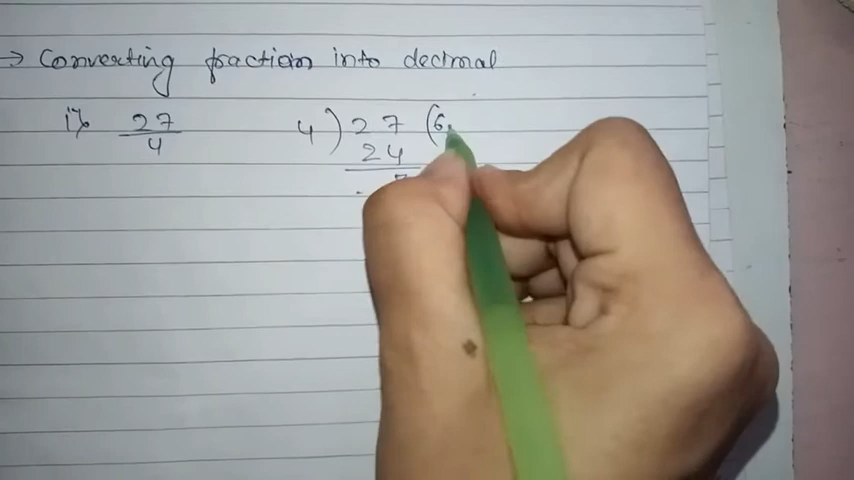 → Converting fraction into decimal
i) 27/4 4 ) 27 ( 6.
24